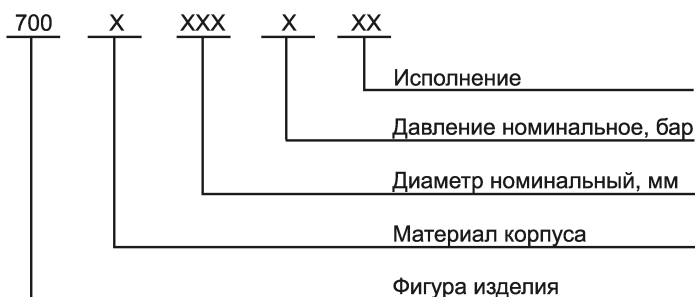 700 X XXX X XX
Исполнение
Давление номинальное, бар
Диаметр номинальный, мм
Материал корпуса
Фигура изделия